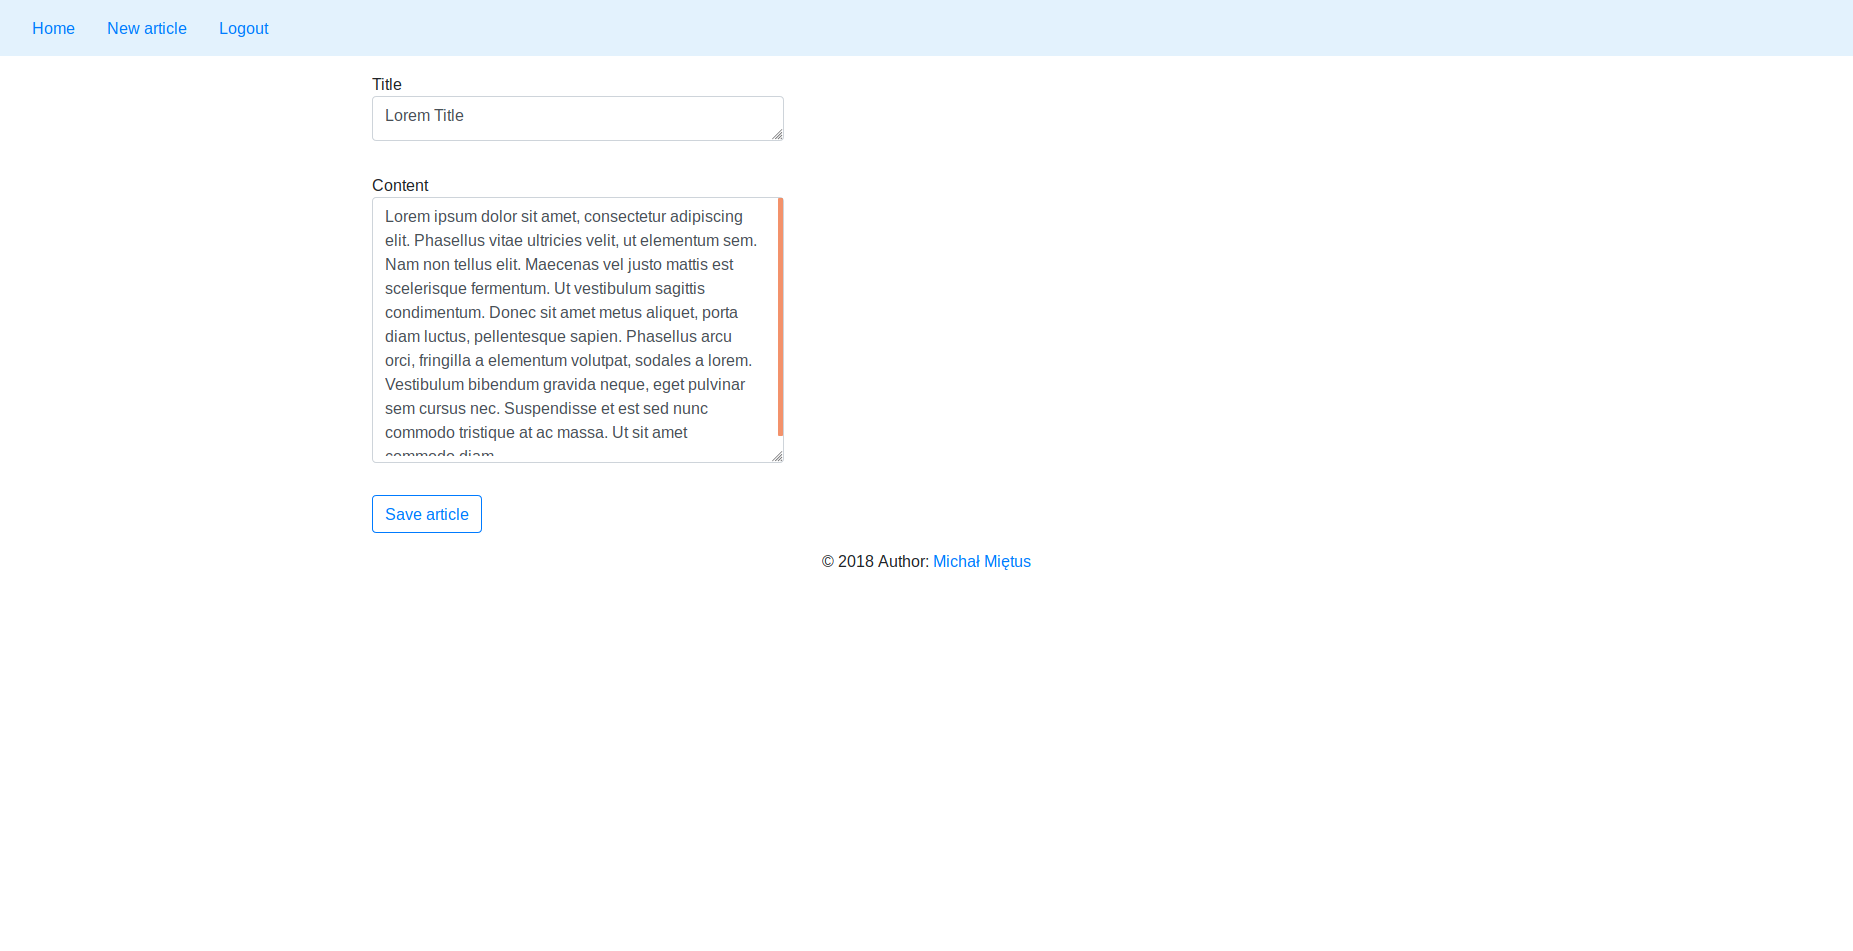 Home New article Logout
Title
Lorem Title
Content
Lorem ipsum dolor sit amet, consectetur adipiscing
elit. Phasellus vitae ultricies velit, ut elementum sem.
Nam non tellus elit. Maecenas vel justo mattis est
scelerisque fermentum. Ut vestibulum sagittis
condimentum. Donec sit amet metus aliquet, porta
diam luctus, pellentesque sapien. Phasellus arcu
orci, fringilla a elementum volutpat, sodales a lorem.
Vestibulum bibendum gravida neque, eget pulvinar
sem cursus nec. Suspendisse et est sed nunc
commodo tristique at ac massa. Ut sit amet
commodo diam
Save article
© 2018 Author: Michał Miętus